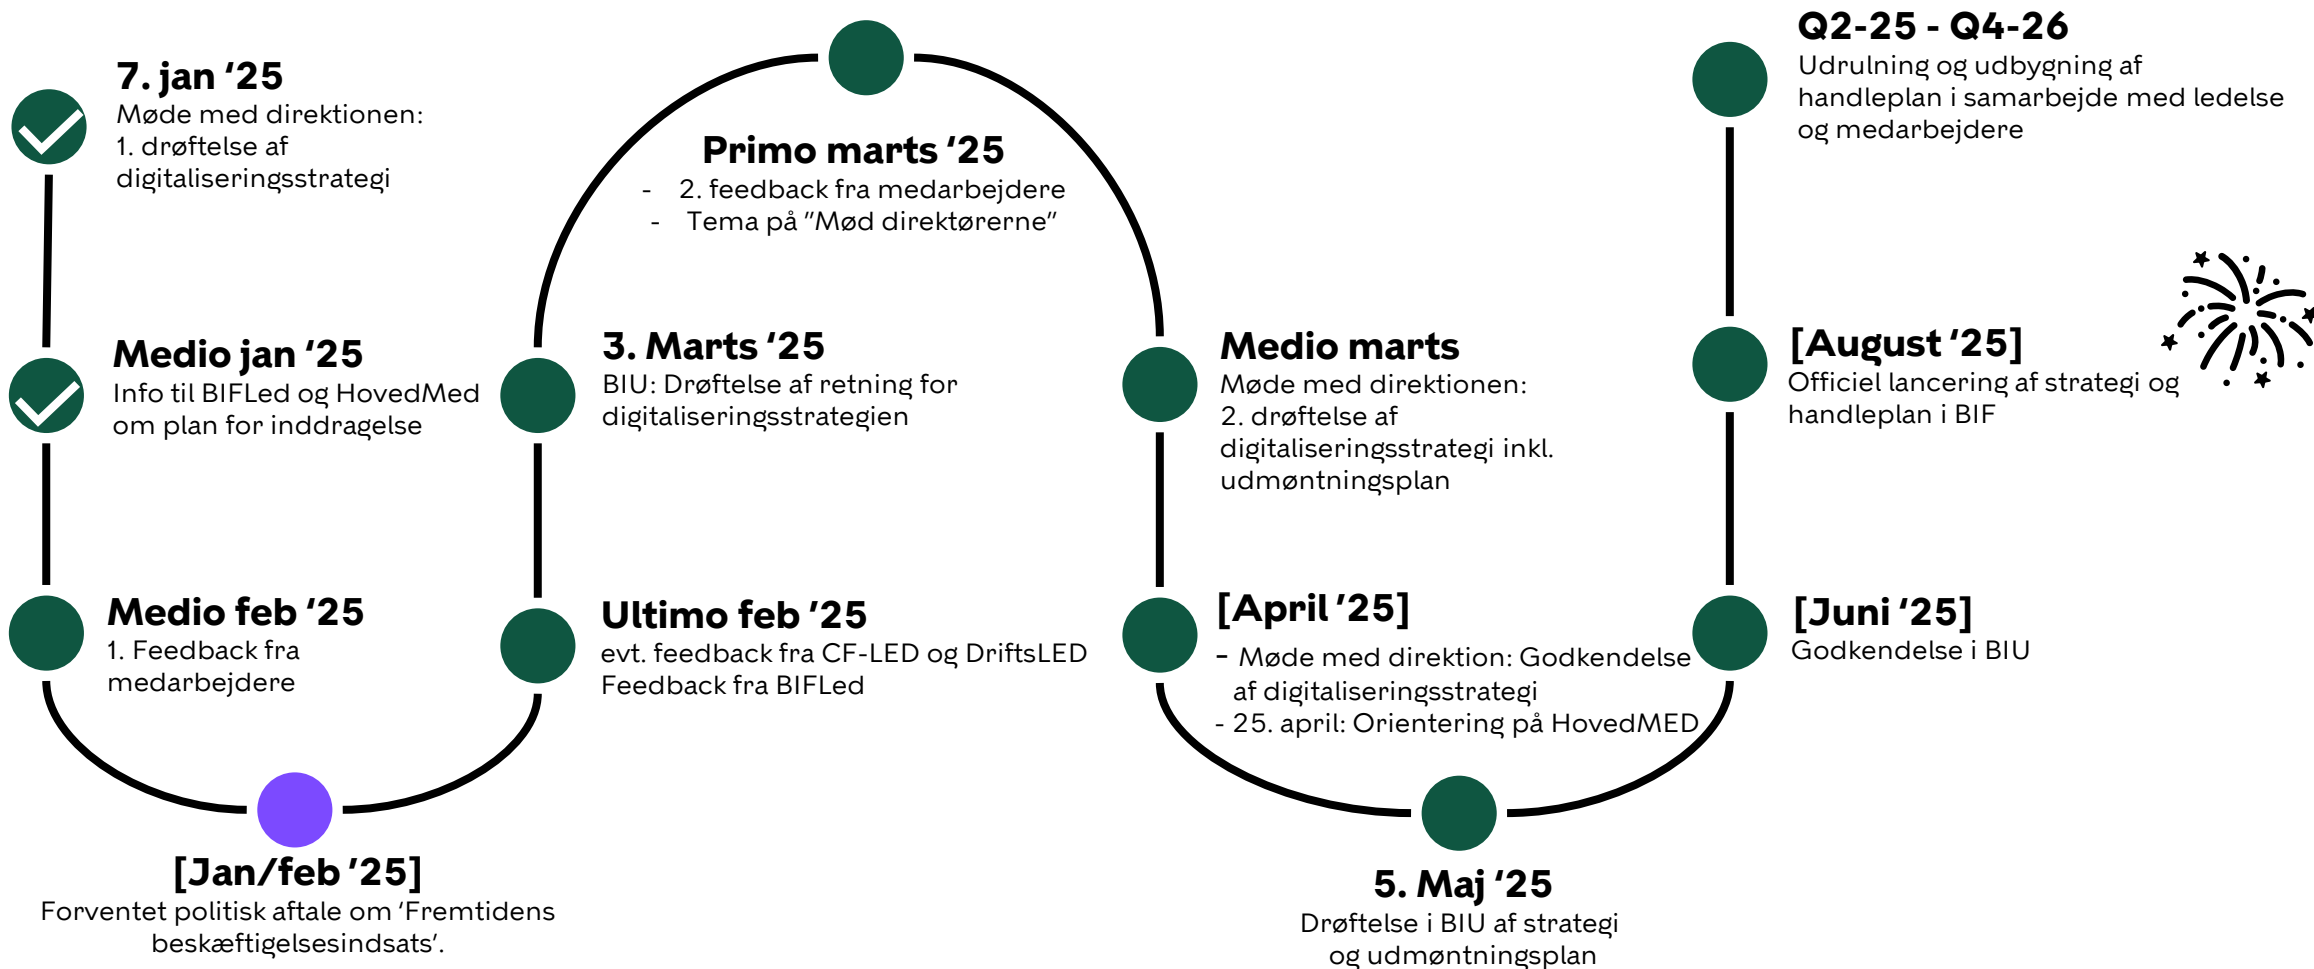 7. jan ‘25
Møde med direktionen:
1. drøftelse af
digitaliseringsstrategi
Medio jan ‘25
Info til BIFLed og HovedMed
om plan for inddragelse
Medio feb ‘25
1. Feedback fra
medarbejdere
[Jan/feb ’25]
Forventet politisk aftale om ‘Fremtidens
beskæftigelsesindsats’.
Ultimo feb ’25
evt. feedback fra CF-LED og DriftsLED
Feedback fra BIFLed
3. Marts ‘25
BIU: Drøftelse af retning for
digitaliseringsstrategien
Primo marts ‘25
- 2. feedback fra medarbejdere
- Tema på ”Mød direktørerne”
Medio marts
Møde med direktionen:
2. drøftelse af
digitaliseringsstrategi inkl.
udmøntningsplan
[April ’25]
- Møde med direktion: Godkendelse
af digitaliseringsstrategi
- 25. april: Orientering på HovedMED
5. Maj ‘25
Drøftelse i BIU af strategi
og udmøntningsplan
[Juni ‘25]
Godkendelse i BIU
[August ‘25]
Officiel lancering af strategi og
handleplan i BIF
Q2-25 - Q4-26
Udrulning og udbygning af
handleplan i samarbejde med ledelse
og medarbejdere